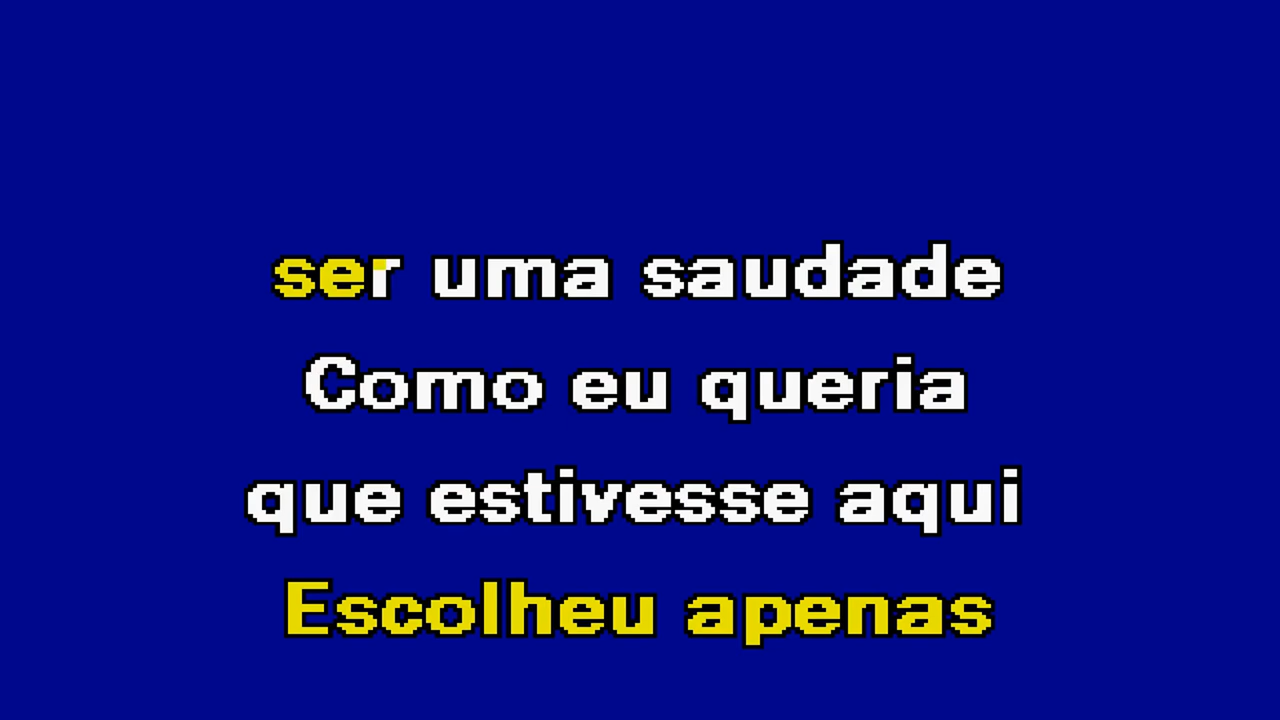 ser uma saudade
Como eu queria
que estivesse aqui
Escolheu apenas